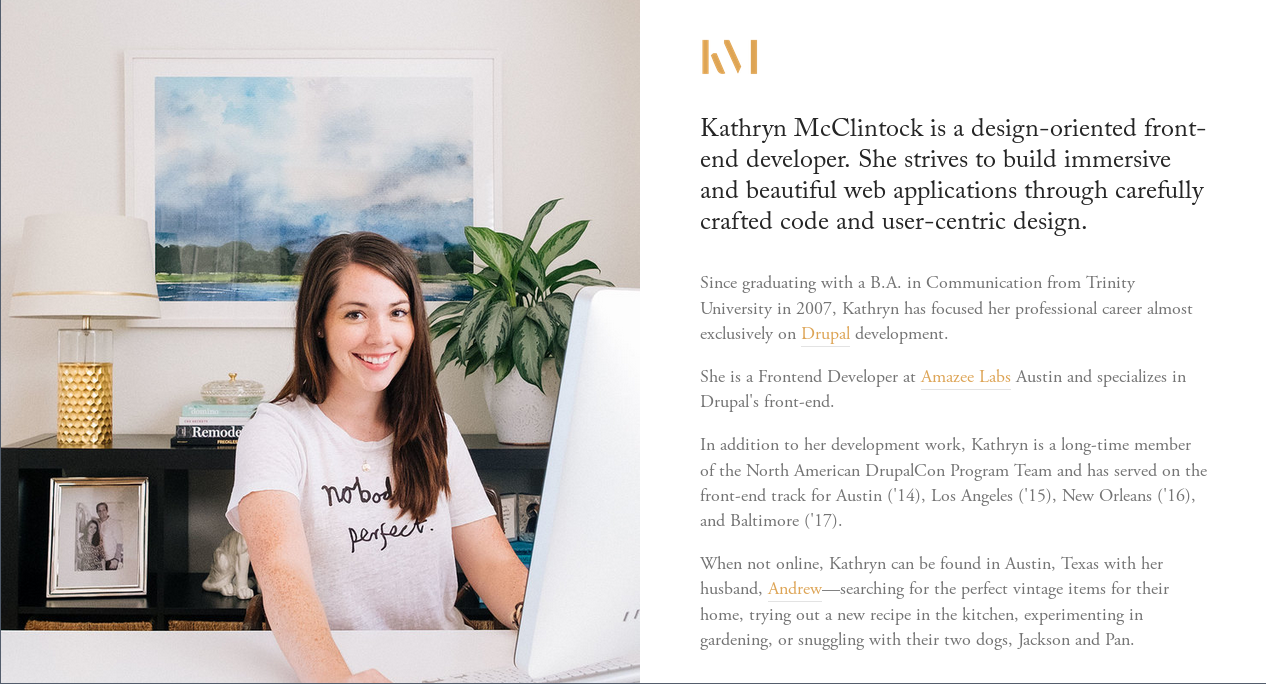 domino
Remode
FRECKLES
nobod
perfect.
KM
Kathryn McClintock is a design-oriented front-
end developer. She strives to build immersive
and beautiful web applications through carefully
crafted code and user-centric design.
Since graduating with a B.A. in Communication from Trinity
University in 2007, Kathryn has focused her professional career almost
exclusively on Drupal development.
She is a Frontend Developer at Amazee Labs Austin and specializes in
Drupal's front-end.
In addition to her development work, Kathryn is a long-time member
of the North American DrupalCon Program Team and has served on the
front-end track for Austin ('14), Los Angeles ('15), New Orleans ('16),
and Baltimore ('17).
When not online, Kathryn can be found in Austin, Texas with her
husband, Andrew—searching for the perfect vintage items for their
home, trying out a new recipe in the kitchen, experimenting in
gardening, or snuggling with their two dogs, Jackson and Pan.